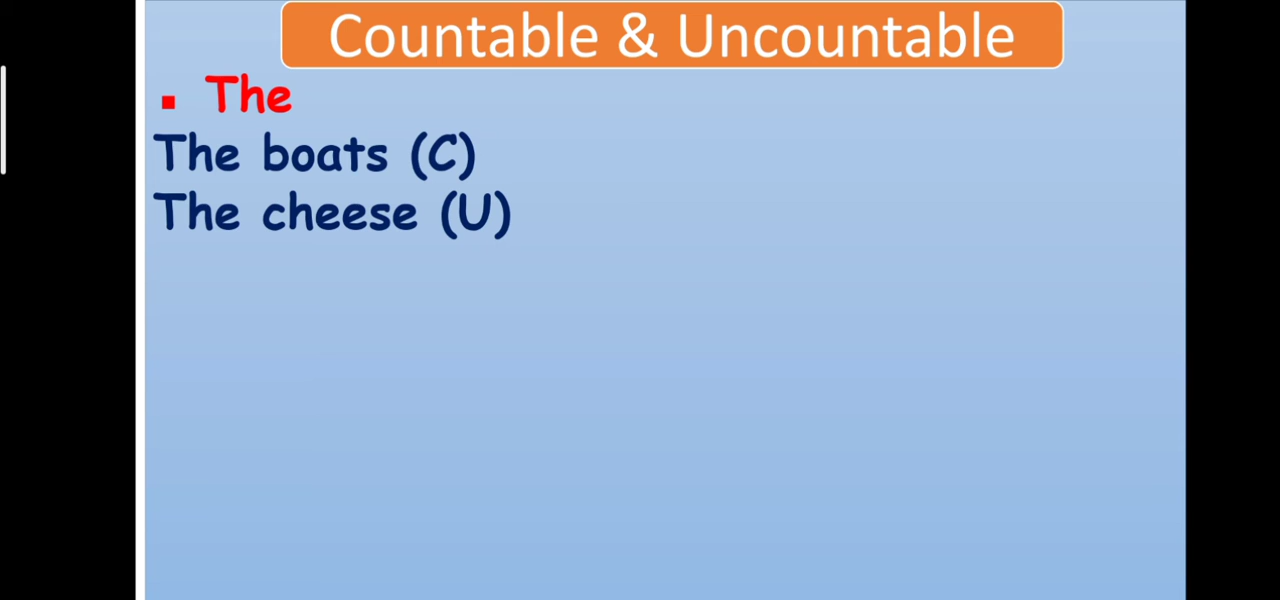 Countable & Uncountable
▪ The
The boats (C)
The cheese (U)